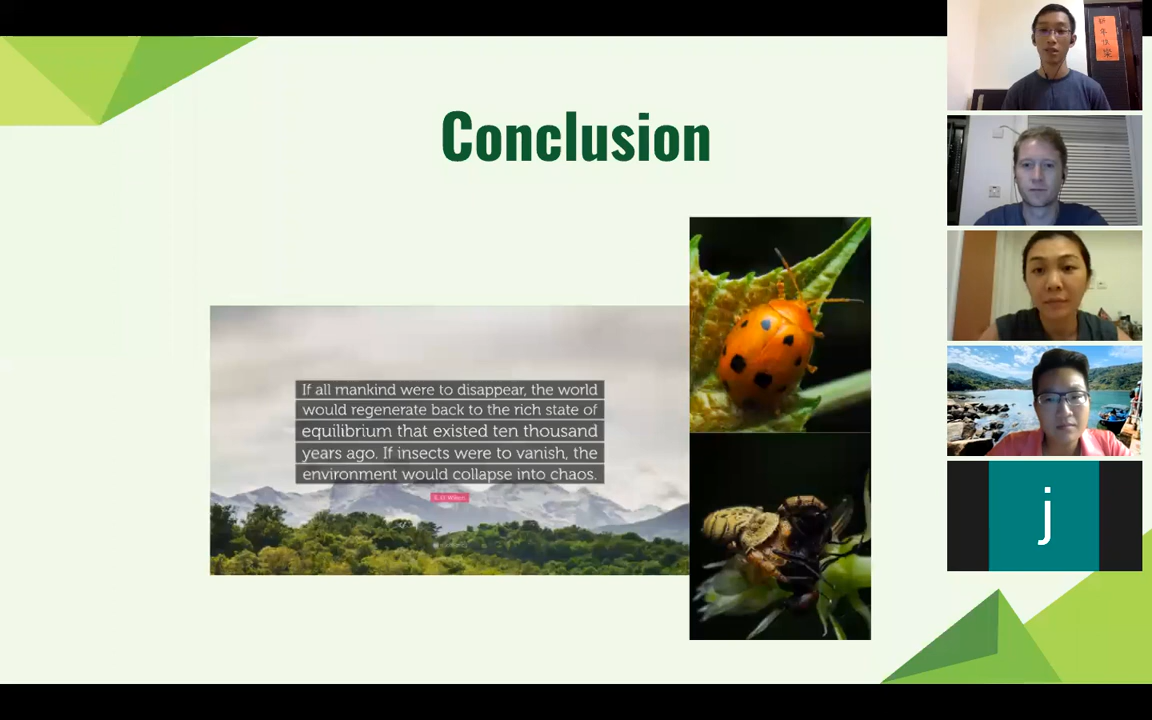 Conclusion
If all mankind were to disappear, the world
would regenerate back to the rich state of
equilibrium that existed ten thousand
years ago. If insects were to vanish, the
environment would collapse into chaos.
E. O. Wilson
j